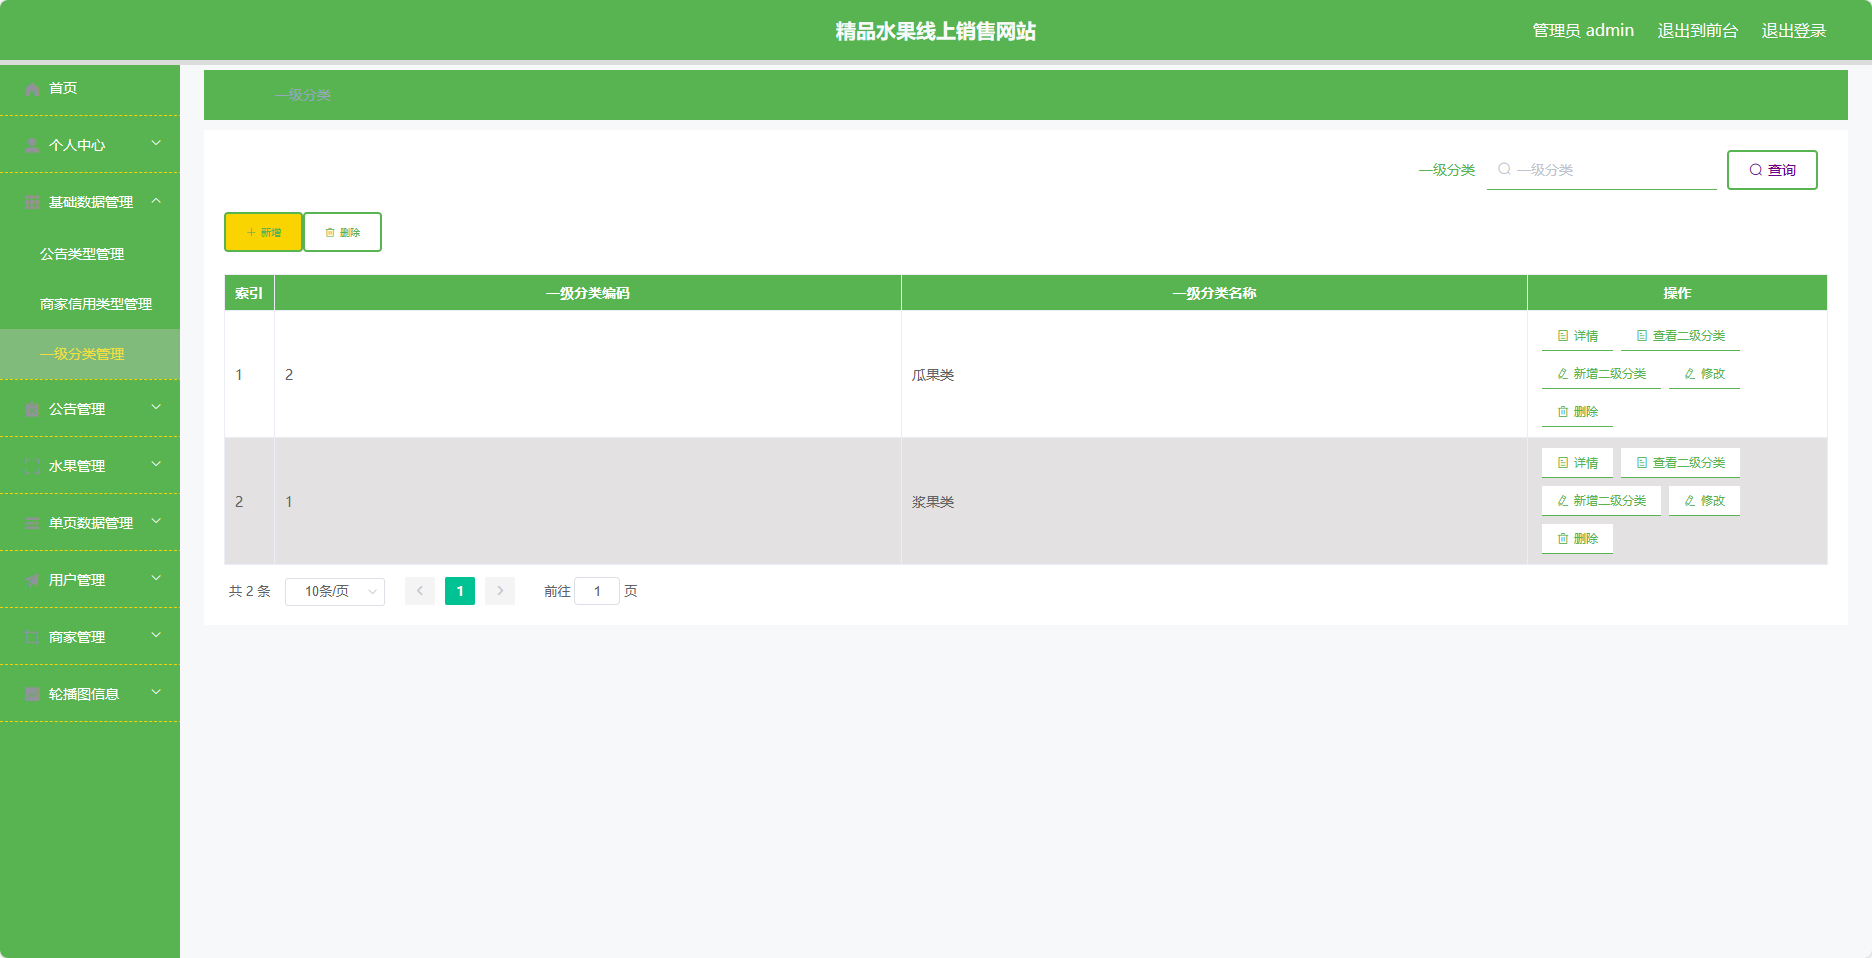 精品水果线上销售网站
管理员 admin 退出到前台 退出登录
首页
个人中心
基础数据管理
公告类型管理
商家信用类型管理
一级分类管理
公告管理
水果管理
单页数据管理
用户管理
商家管理
轮播图信息
一级分类
一级分类 一级分类 查询
新增 删除
索引 一级分类编码 一级分类名称 操作
1 2 瓜果类
详情 查看二级分类
新增二级分类 修改
删除
2 1 浆果类
详情 查看二级分类
新增二级分类 修改
删除
共 2 条 10条/页 1 前往 1 页